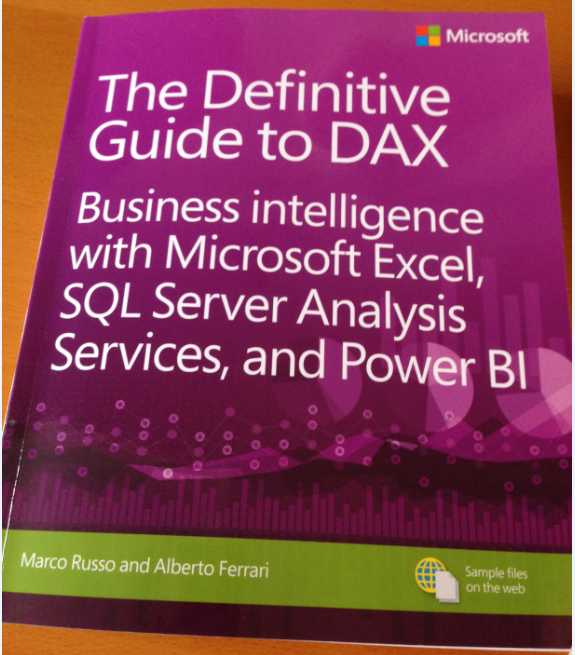 Microsoft
The Definitive
Guide to DAX
Business intelligence
with Microsoft Excel,
SQL Server Analysis
Services, and Power BI
Marco Russo and Alberto Ferrari
Sample files
on the web